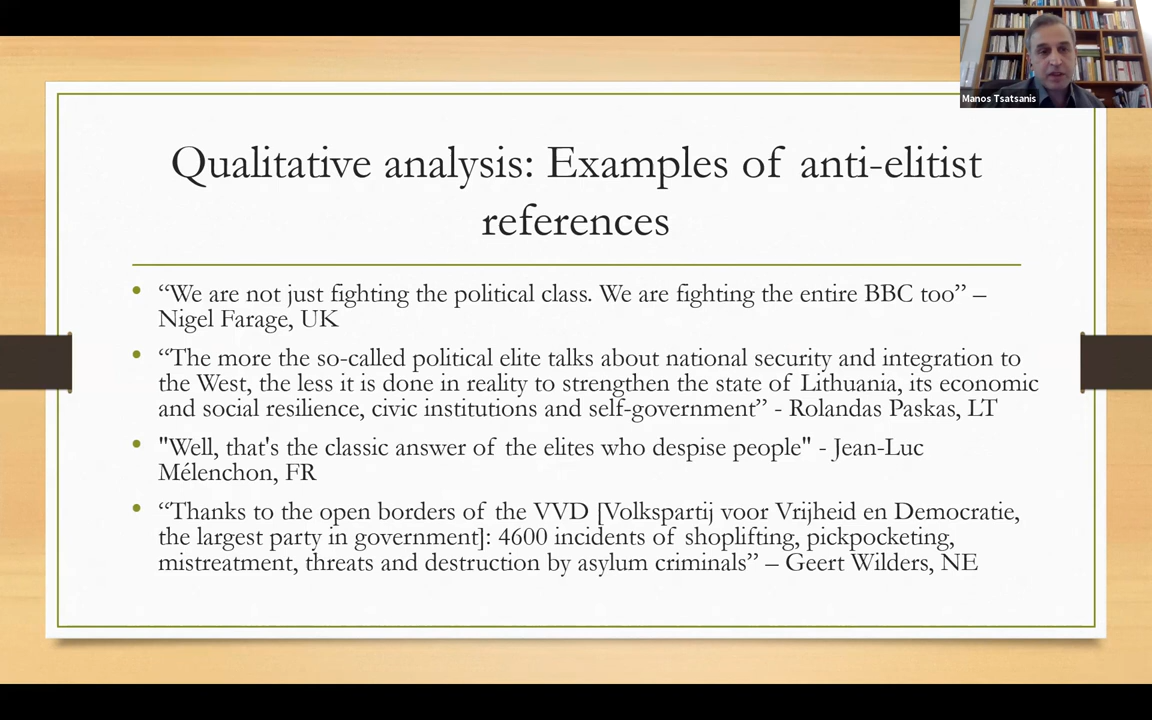 Manos Tsatsanis
Qualitative analysis: Examples of anti-elitist
references
• “We are not just fighting the political class. We are fighting the entire BBC too” –
Nigel Farage, UK
• “The more the so-called political elite talks about national security and integration to
the West, the less it is done in reality to strengthen the state of Lithuania, its economic
and social resilience, civic institutions and self-government” - Rolandas Paskas, LT
• "Well, that's the classic answer of the elites who despise people" - Jean-Luc
Mélenchon, FR
• “Thanks to the open borders of the VVD [Volkspartij voor Vrijheid en Democratie,
the largest party in government]: 4600 incidents of shoplifting, pickpocketing,
mistreatment, threats and destruction by asylum criminals” – Geert Wilders, NE